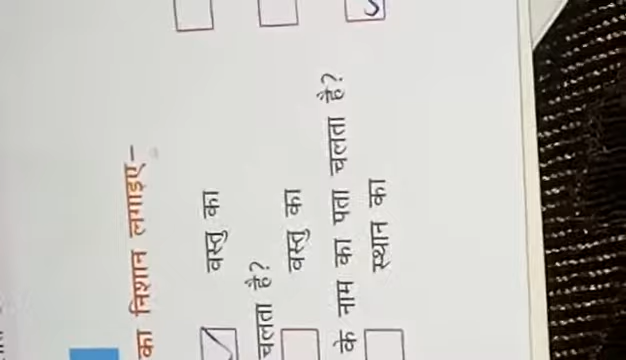 का निशान लगाइए–
वस्तु का
चलता है?
वस्तु का
के नाम का पता चलता है?
स्थान का